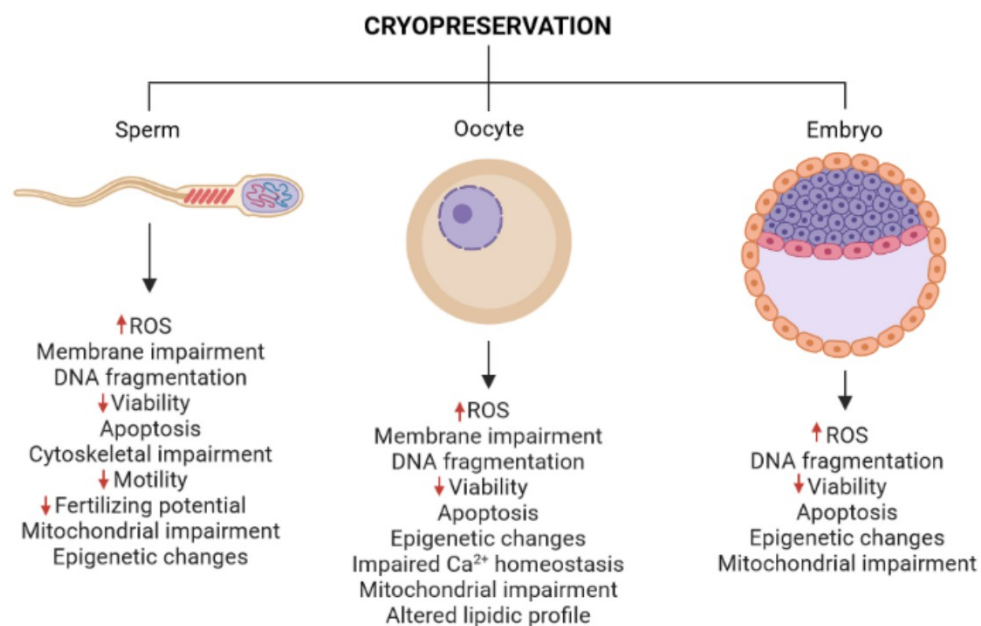 CRYOPRESERVATION
Sperm
Oocyte
Embryo
↑ROS
Membrane impairment
DNA fragmentation
↓Viability
Apoptosis
Cytoskeletal impairment
↓Motility
↓Fertilizing potential
Mitochondrial impairment
Epigenetic changes
↑ROS
Membrane impairment
DNA fragmentation
↓Viability
Apoptosis
Epigenetic changes
Impaired Ca²⁺ homeostasis
Mitochondrial impairment
Altered lipidic profile
↑ROS
DNA fragmentation
↓Viability
Apoptosis
Epigenetic changes
Mitochondrial impairment